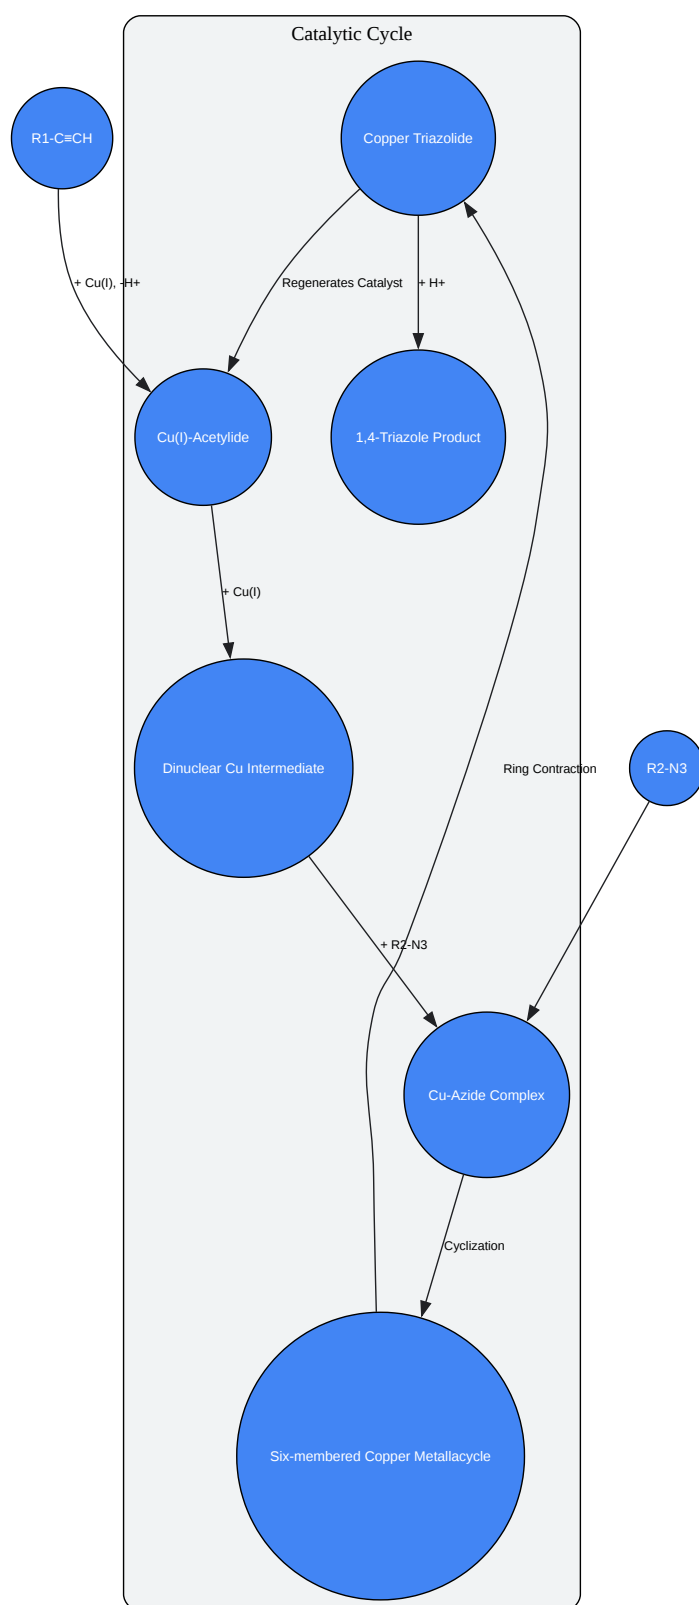 Catalytic Cycle
R1-C≡CH
Copper Triazolide
+ Cu(I), -H+
Regenerates Catalyst
+ H+
Cu(I)-Acetylide
1,4-Triazole Product
+ Cu(I)
Dinuclear Cu Intermediate
Ring Contraction
R2-N3
+ R2-N3
Cu-Azide Complex
Cyclization
Six-membered Copper Metallacycle